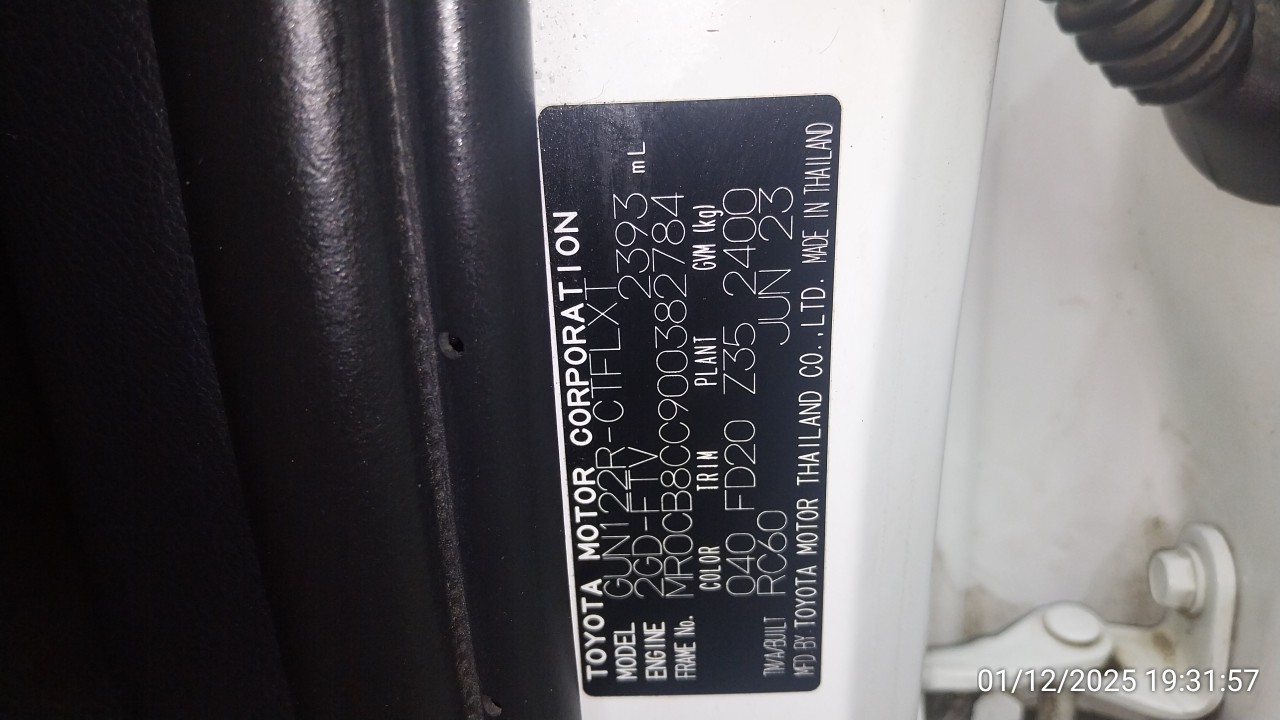 TOYOTA MOTOR CORPORATION
MODEL GUN122R-CTFLXT
ENGINE 2GD-FTV 2393 mL
FRAME No. MR0CB8CC900382784
COLOR TRIM PLANT GVM (kg)
040 FD20 Z35 2400
TM/A/BUILT RC60 JUN 23
MFD BY TOYOTA MOTOR THAILAND CO.,LTD. MADE IN THAILAND
01/12/2025 19:31:57